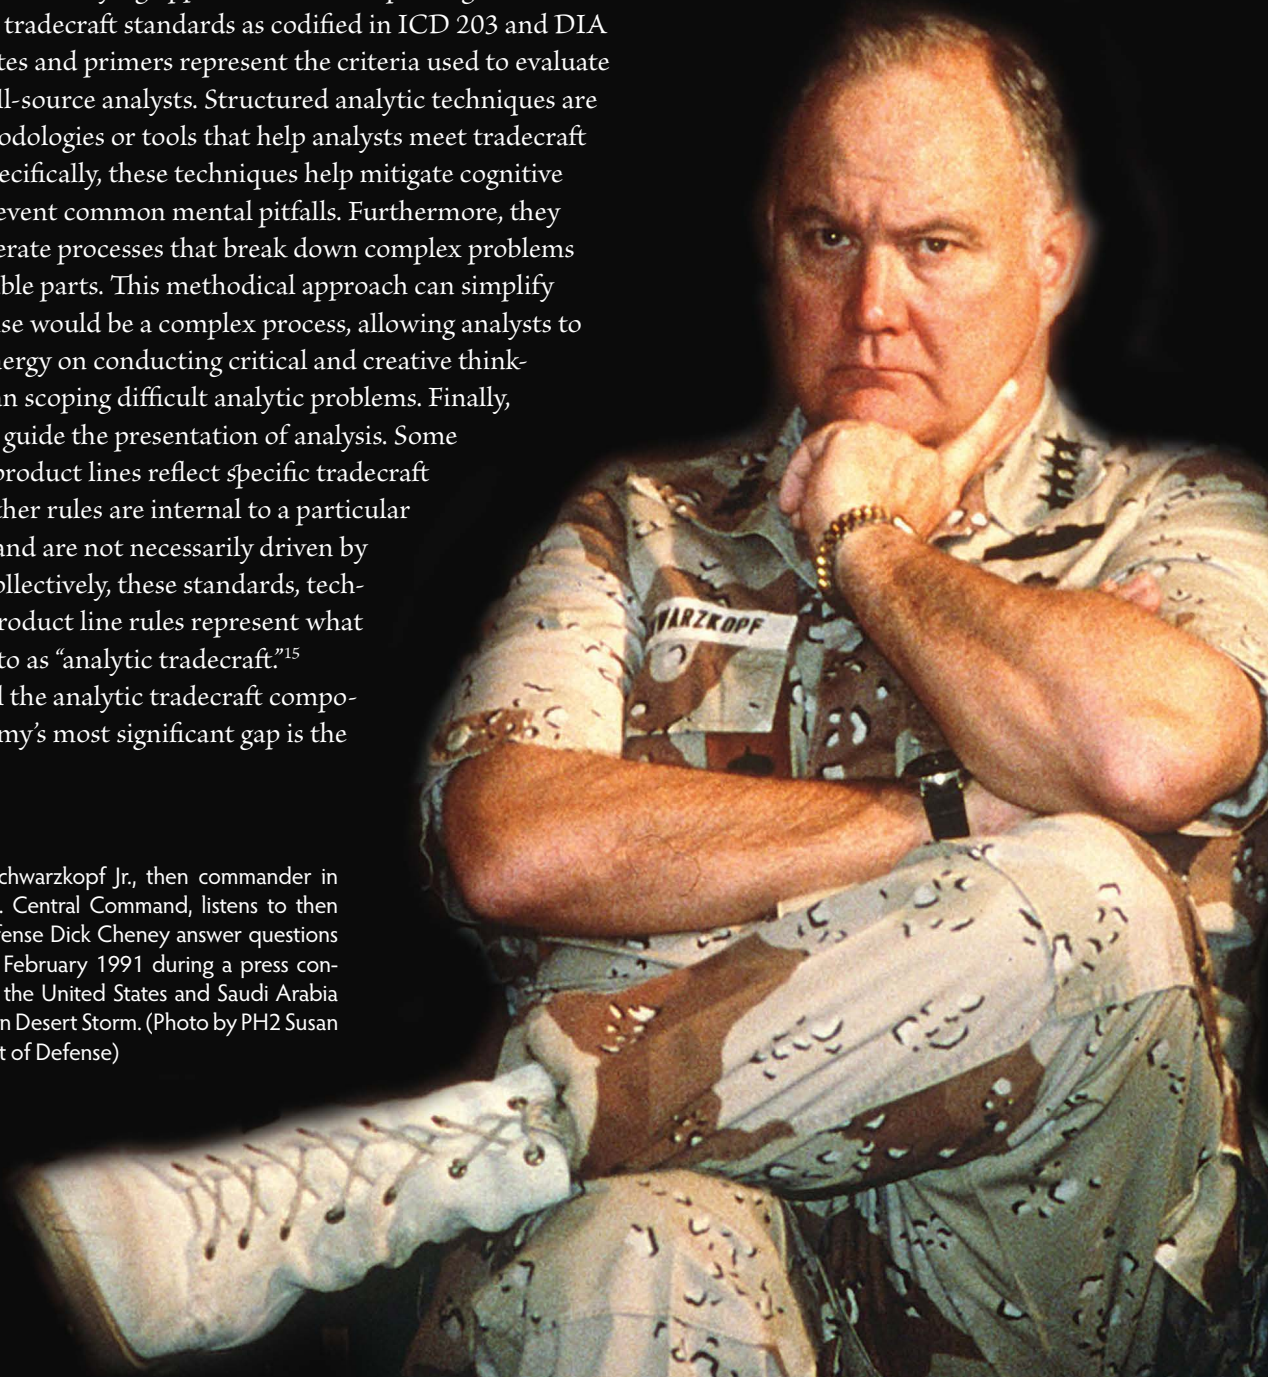 tradecraft standards as codified in ICD 203 and DIA
tes and primers represent the criteria used to evaluate
ll-source analysts. Structured analytic techniques are
odologies or tools that help analysts meet tradecraft
ecifically, these techniques help mitigate cognitive
event common mental pitfalls. Furthermore, they
erate processes that break down complex problems
ble parts. This methodical approach can simplify
se would be a complex process, allowing analysts to
nergy on conducting critical and creative think-
an scoping difficult analytic problems. Finally,
guide the presentation of analysis. Some
product lines reflect specific tradecraft
ther rules are internal to a particular
and are not necessarily driven by
ollectively, these standards, tech-
roduct line rules represent what
to as “analytic tradecraft.”15
l the analytic tradecraft compo-
my’s most significant gap is the
chwarzkopf Jr., then commander in
. Central Command, listens to then
fense Dick Cheney answer questions
February 1991 during a press con-
the United States and Saudi Arabia
n Desert Storm. (Photo by PH2 Susan
t of Defense)
WARZKOPF